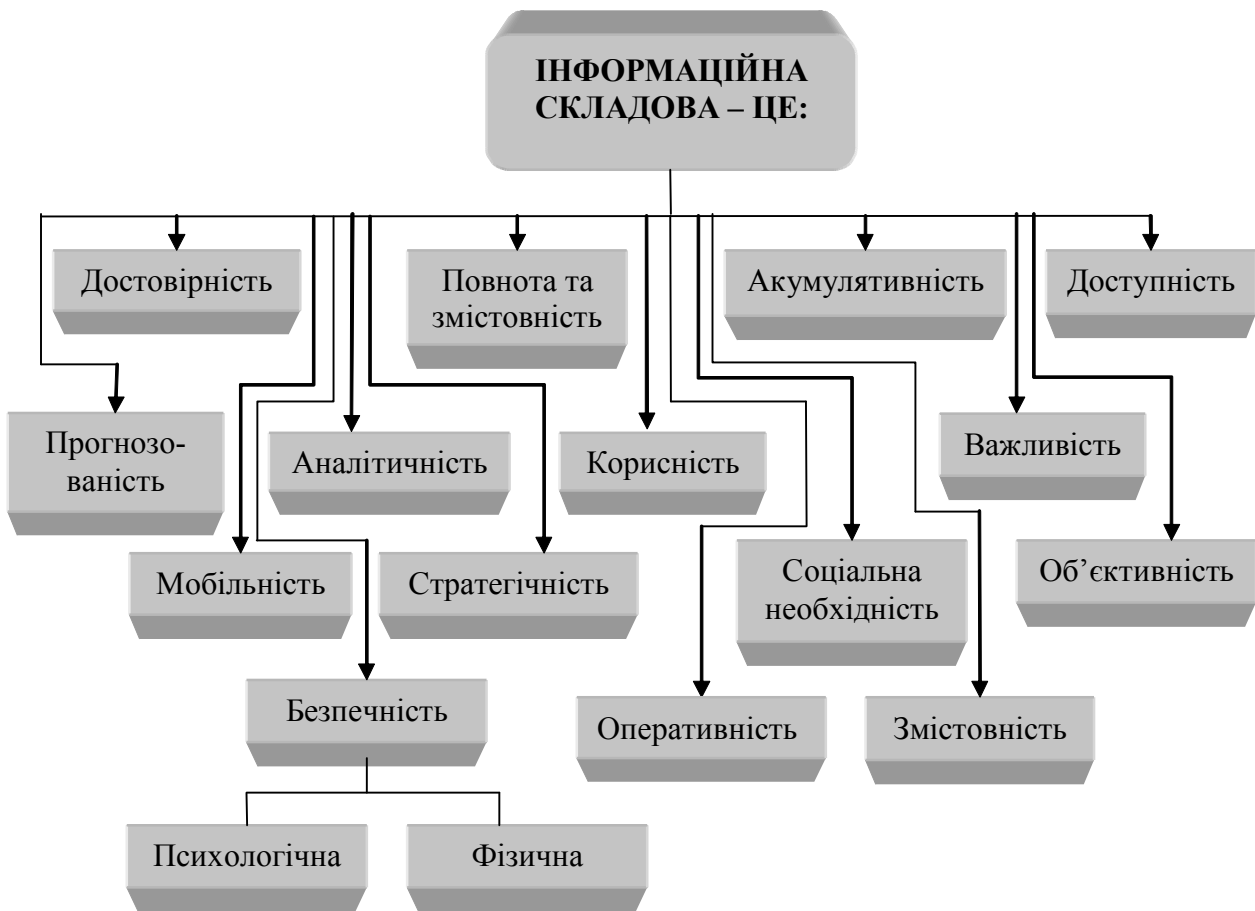 ІНФОРМАЦІЙНА
СКЛАДОВА – ЦЕ:
Достовірність
Повнота та
змістовність
Акумулятивність
Доступність
Прогнозо-
ваність
Аналітичність
Корисність
Важливість
Мобільність
Стратегічність
Соціальна
необхідність
Об’єктивність
Безпечність
Оперативність
Змістовність
Психологічна
Фізична